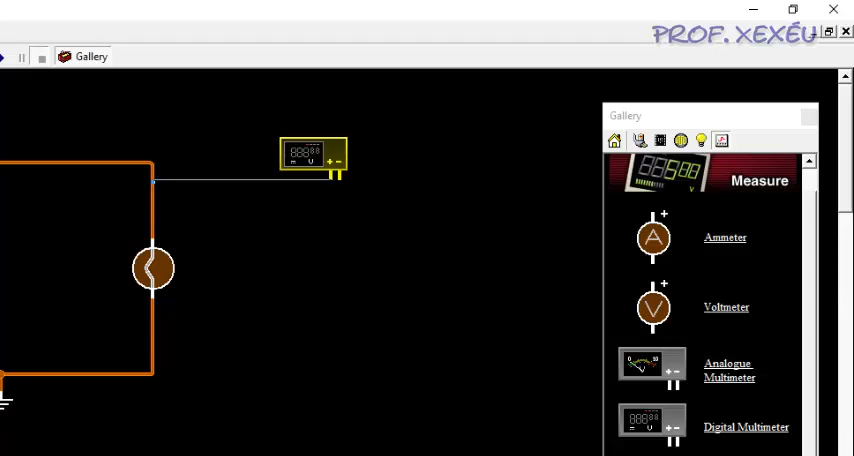 PROF. XEXÉU
Gallery
Gallery
Measure
Ammeter
Voltmeter
Analogue
Multimeter
Digital Multimeter